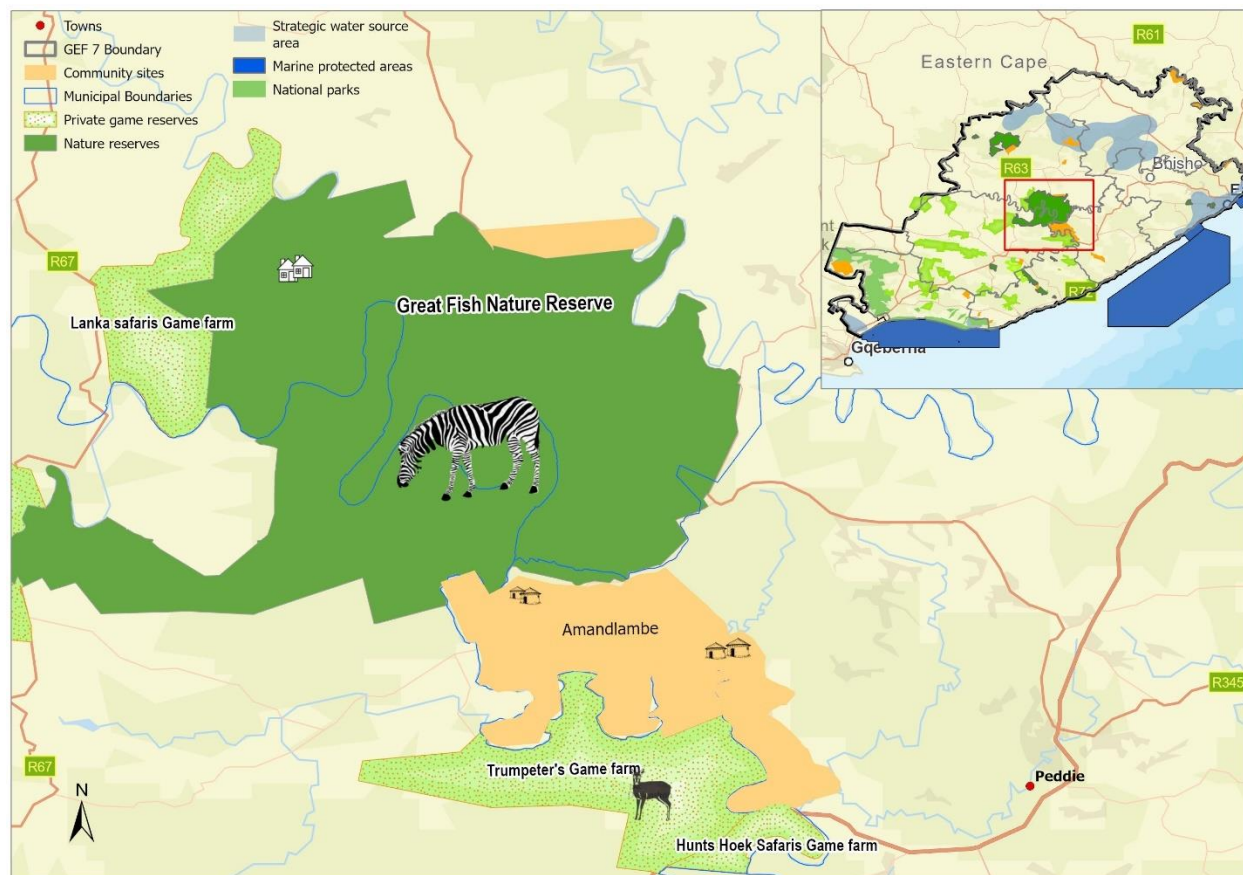 Towns
GEF 7 Boundary
Community sites
Municipal Boundaries
Private game reserves
Nature reserves
Strategic water source
area
Marine protected areas
National parks
R61
Eastern Cape
R63
Bhisho
R72
Gqeberha
R67
Great Fish Nature Reserve
Lanka safaris Game farm
Amandlambe
R345
R67
Trumpeter's Game farm
Peddie
N
Hunts Hoek Safaris Game farm